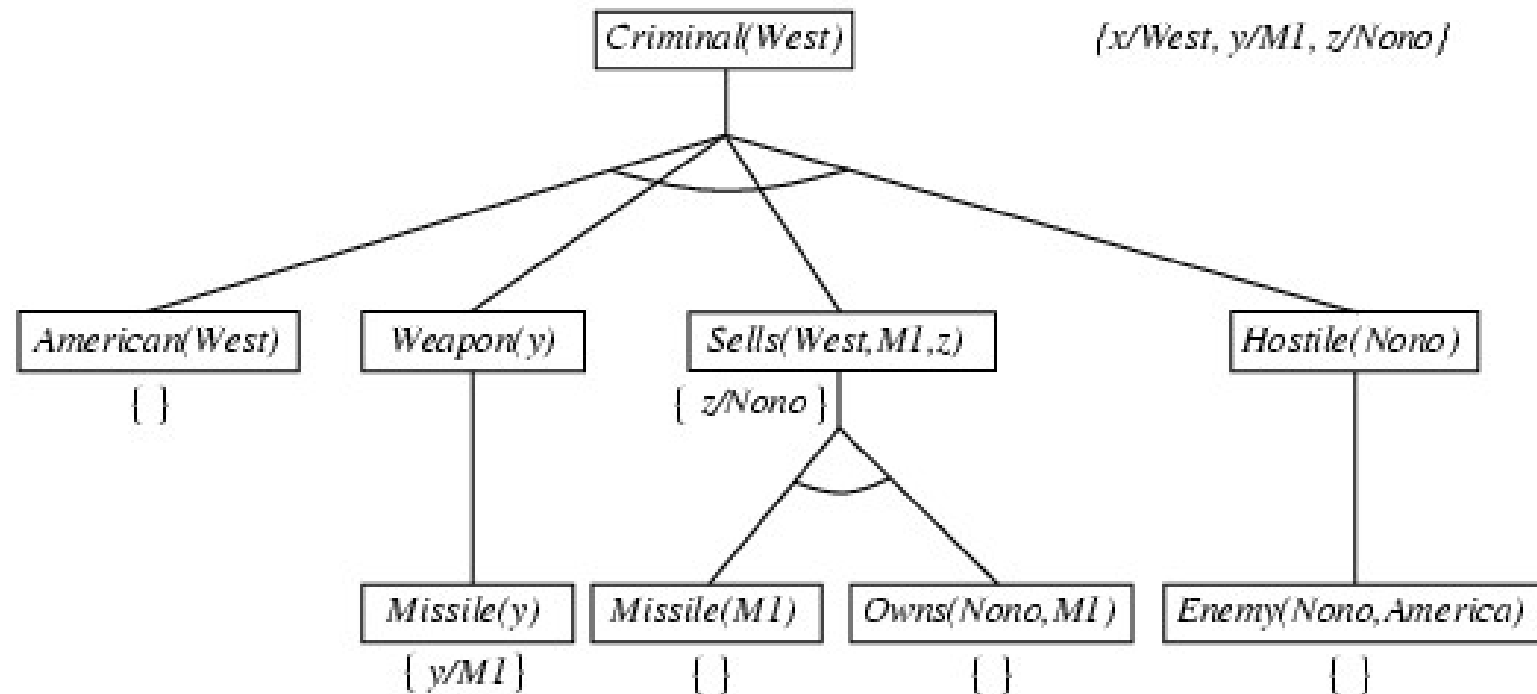 Criminal(West)
{x/West, y/M1, z/Nono}
American(West)
Weapon(y)
Sells(West,M1,z)
Hostile(Nono)
{ }
{ z/Nono }
Missile(y)
Missile(M1)
Owns(Nono,M1)
Enemy(Nono,America)
{ y/M1 }
{ }
{ }
{ }